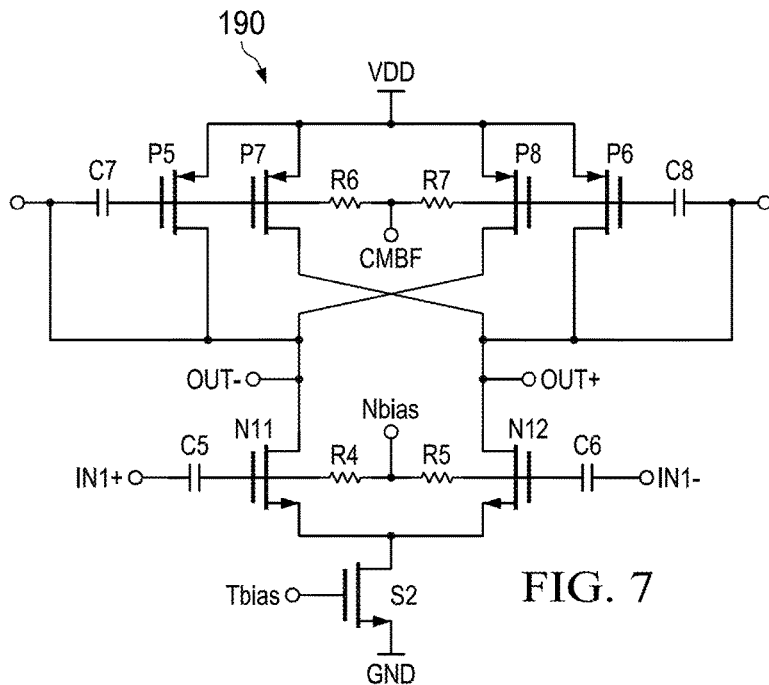 190
VDD
P5 P7 P8 P6
C7 R6 R7 C8
CMBF
OUT- OUT+
Nbias
C5 N11 R4 R5 N12 C6
IN1+ IN1-
Tbias S2
GND
FIG. 7